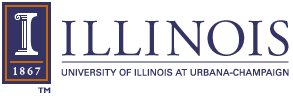 I
ILLINOIS
1867
UNIVERSITY OF ILLINOIS AT URBANA-CHAMPAIGN
TM